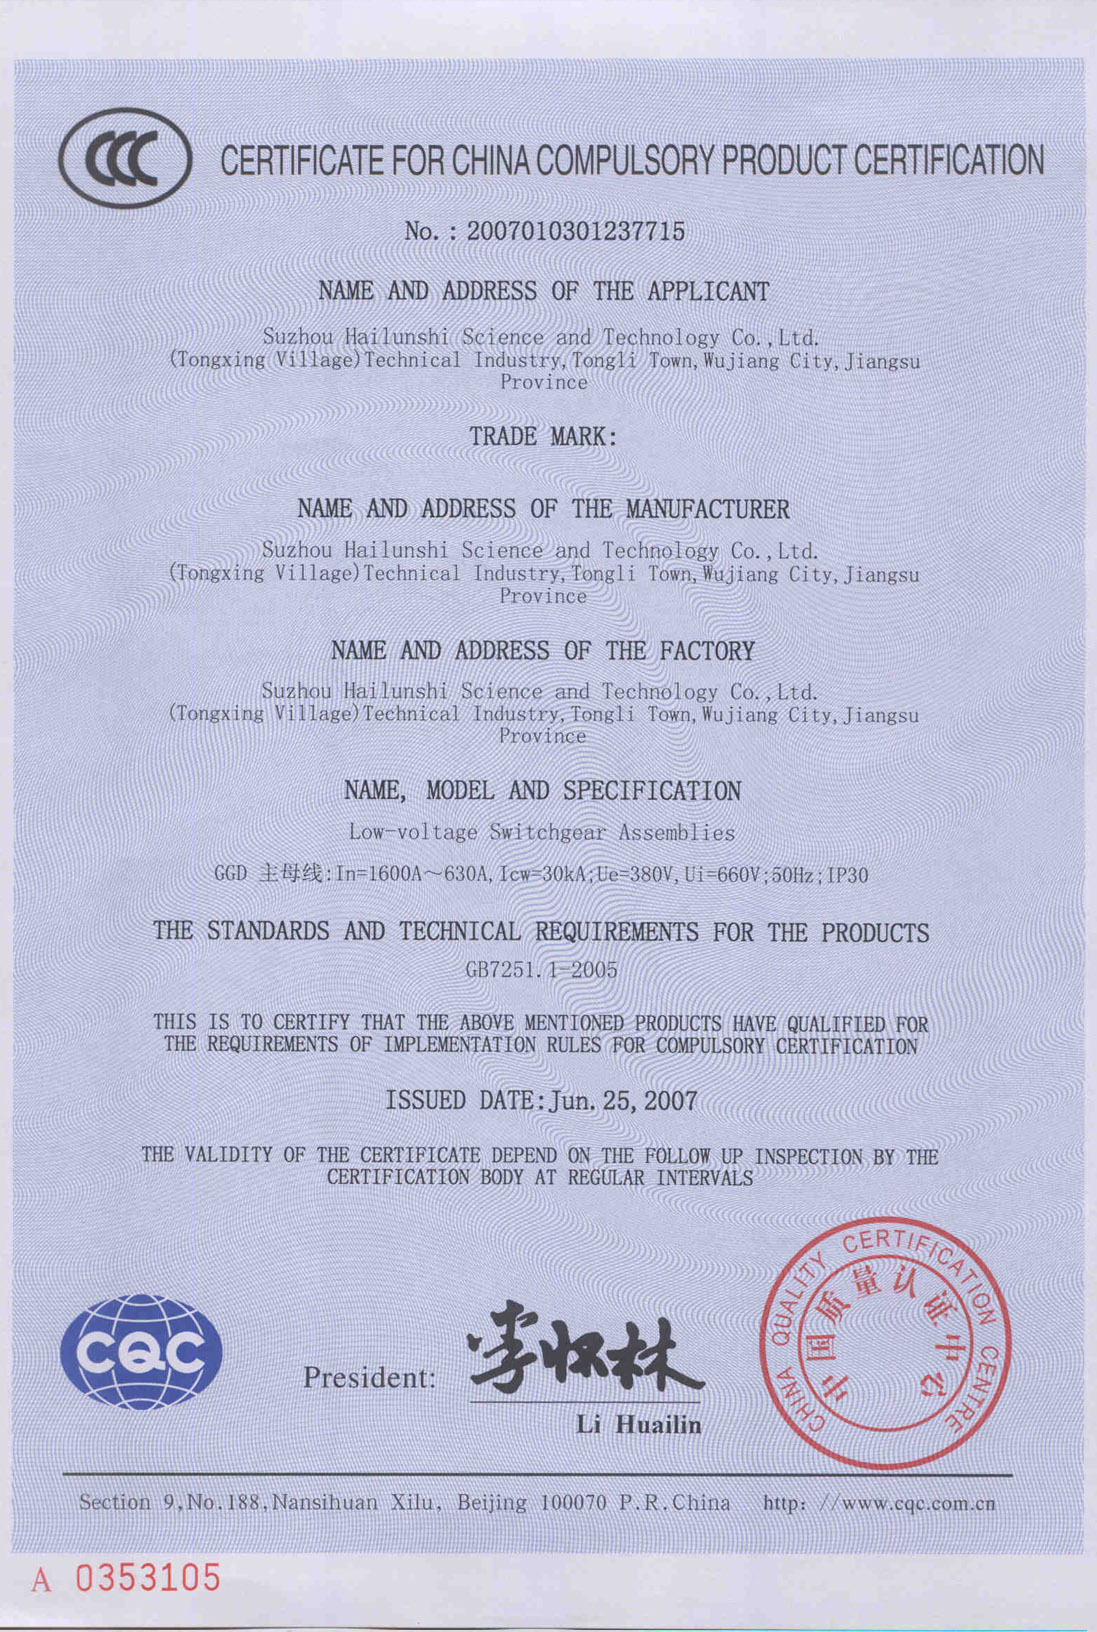 CCC
CERTIFICATE FOR CHINA COMPULSORY PRODUCT CERTIFICATION
No. : 2007010301237715
NAME AND ADDRESS OF THE APPLICANT
Suzhou Hailunshi Science and Technology Co.,Ltd.
(Tongxing Village)Technical Industry,Tongli Town,Wujiang City,Jiangsu
Province
TRADE MARK:
NAME AND ADDRESS OF THE MANUFACTURER
Suzhou Hailunshi Science and Technology Co.,Ltd.
(Tongxing Village)Technical Industry,Tongli Town,Wujiang City,Jiangsu
Province
NAME AND ADDRESS OF THE FACTORY
Suzhou Hailunshi Science and Technology Co.,Ltd.
(Tongxing Village)Technical Industry,Tongli Town,Wujiang City,Jiangsu
Province
NAME, MODEL AND SPECIFICATION
Low-voltage Switchgear Assemblies
GGD 主母线:In=1600A～630A,Icw=30kA;Ue=380V,Ui=660V;50Hz;IP30
THE STANDARDS AND TECHNICAL REQUIREMENTS FOR THE PRODUCTS
GB7251.1-2005
THIS IS TO CERTIFY THAT THE ABOVE MENTIONED PRODUCTS HAVE QUALIFIED FOR
THE REQUIREMENTS OF IMPLEMENTATION RULES FOR COMPULSORY CERTIFICATION
ISSUED DATE:Jun.25,2007
THE VALIDITY OF THE CERTIFICATE DEPEND ON THE FOLLOW UP INSPECTION BY THE
CERTIFICATION BODY AT REGULAR INTERVALS
CHINA QUALITY CERTIFICATION CENTRE
中国质量认证中心
CQC
President:
李怀林
Li Huailin
Section 9,No.188,Nansihuan Xilu, Beijing 100070 P.R.China http: //www.cqc.com.cn
A 0353105